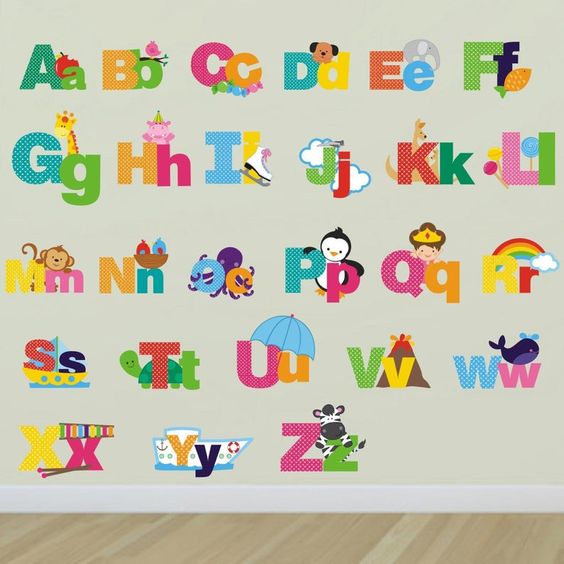 Aa Bb Cc Dd Ee Ff
Gg Hh Ii Jj Kk Ll
Mm Nn Oo Pp Qq Rr
Ss Tt Uu Vv Ww
Xx Yy Zz